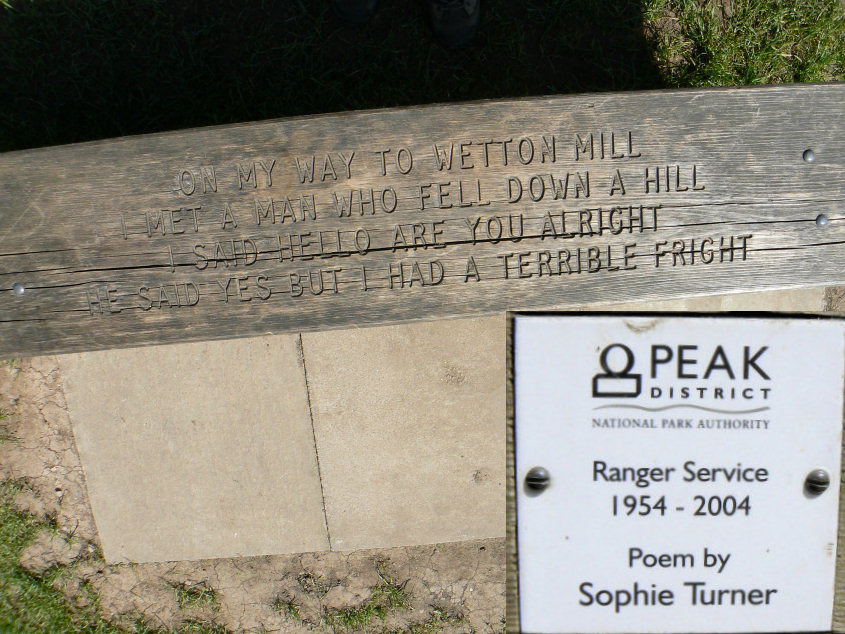 ON MY WAY TO WETTON MILL
I MET A MAN WHO FELL DOWN A HILL
I SAID HELLO ARE YOU ALRIGHT
HE SAID YES BUT I HAD A TERRIBLE FRIGHT
PEAK
DISTRICT
NATIONAL PARK AUTHORITY
Ranger Service
1954 - 2004
Poem by
Sophie Turner